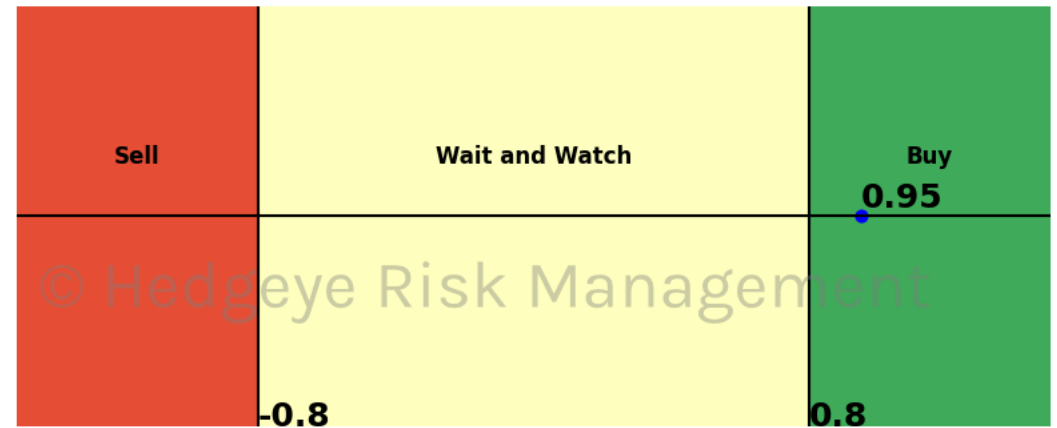 Sell
Wait and Watch
Buy
0.95
© Hedgeye Risk Management
-0.8
0.8